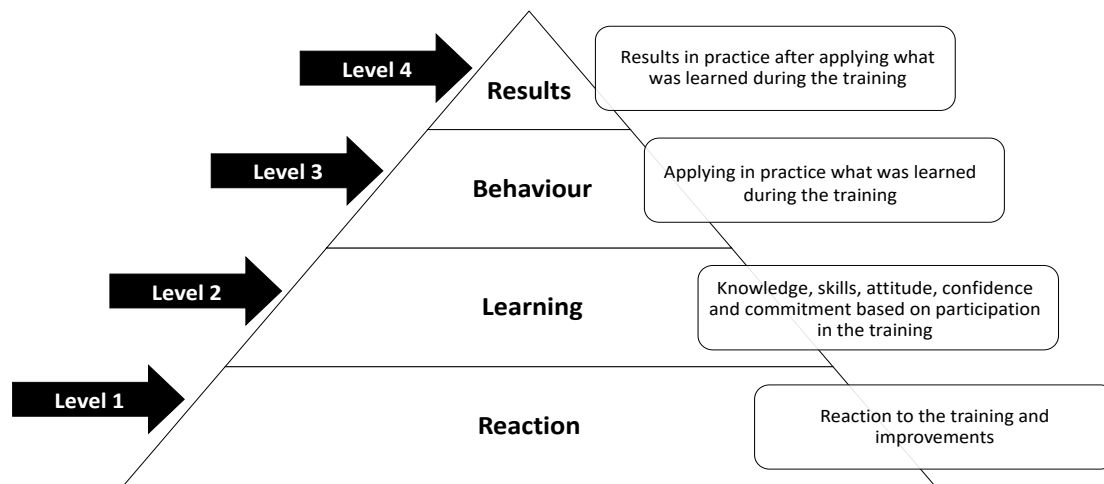 Level 4
Results
Results in practice after applying what
was learned during the training
Level 3
Behaviour
Applying in practice what was learned
during the training
Level 2
Learning
Knowledge, skills, attitude, confidence
and commitment based on participation
in the training
Level 1
Reaction
Reaction to the training and
improvements